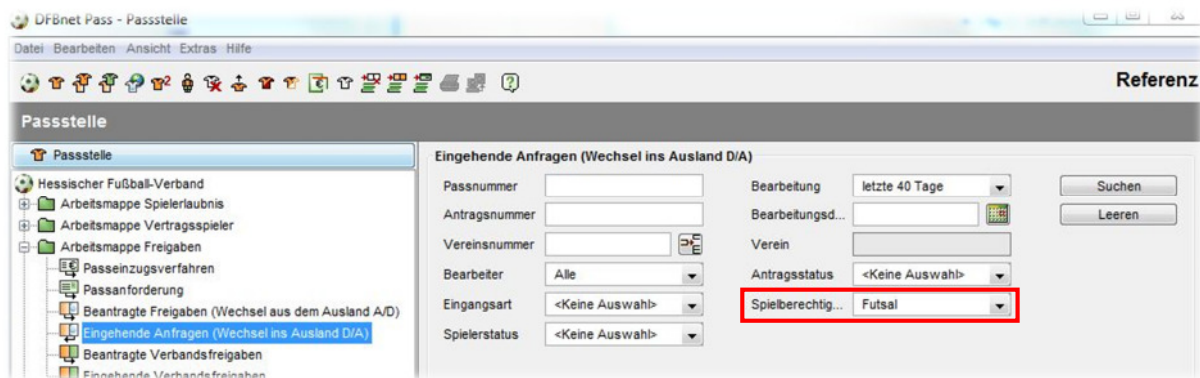 DFBnet Pass - Passstelle
Datei Bearbeiten Ansicht Extras Hilfe
Referenz
Passstelle
Passstelle
Hessischer Fußball-Verband
Arbeitsmappe Spielerlaubnis
Arbeitsmappe Vertragsspieler
Arbeitsmappe Freigaben
Passeinzugsverfahren
Passanforderung
Beantragte Freigaben (Wechsel aus dem Ausland A/D)
Eingehende Anfragen (Wechsel ins Ausland D/A)
Beantragte Verbandsfreigaben
Eingehende Verbandsfreigaben
Eingehende Anfragen (Wechsel ins Ausland D/A)
Passnummer Bearbeitung letzte 40 Tage Suchen
Antragsnummer Bearbeitungsd... Leeren
Vereinsnummer Verein
Bearbeiter Alle Antragsstatus <Keine Auswahl>
Eingangsart <Keine Auswahl> Spielberechtig... Futsal
Spielerstatus <Keine Auswahl>